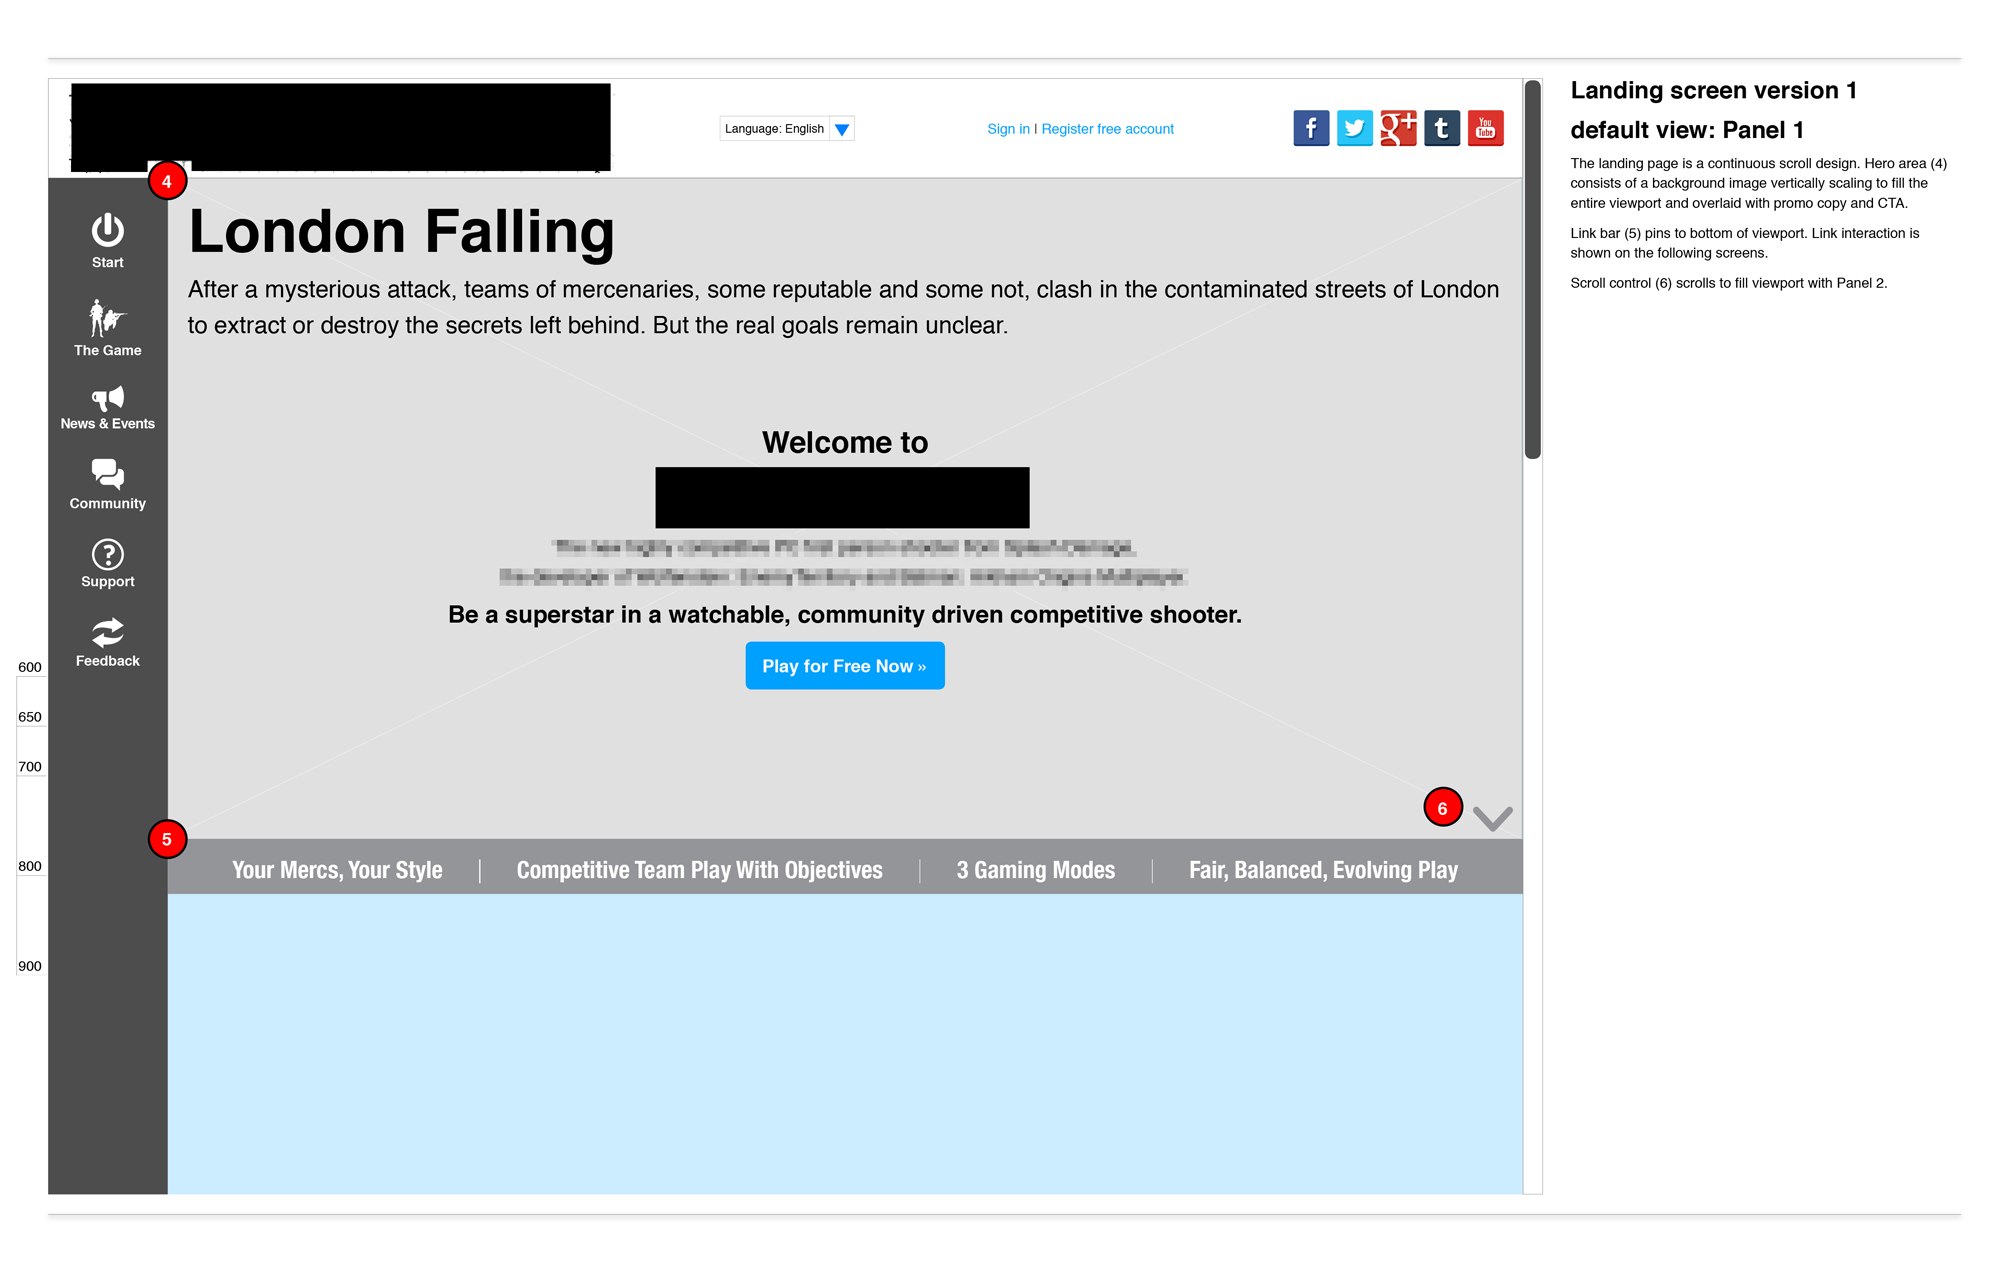 Language: English
Sign in | Register free account
f
g+
t
You
Tube
4
Start
The Game
News & Events
Community
?
Support
Feedback
London Falling
After a mysterious attack, teams of mercenaries, some reputable and some not, clash in the contaminated streets of London
to extract or destroy the secrets left behind. But the real goals remain unclear.
Welcome to
Be a superstar in a watchable, community driven competitive shooter.
Play for Free Now »
6
5
Your Mercs, Your Style | Competitive Team Play With Objectives | 3 Gaming Modes | Fair, Balanced, Evolving Play
600
650
700
800
900
Landing screen version 1
default view: Panel 1
The landing page is a continuous scroll design. Hero area (4)
consists of a background image vertically scaling to fill the
entire viewport and overlaid with promo copy and CTA.
Link bar (5) pins to bottom of viewport. Link interaction is
shown on the following screens.
Scroll control (6) scrolls to fill viewport with Panel 2.